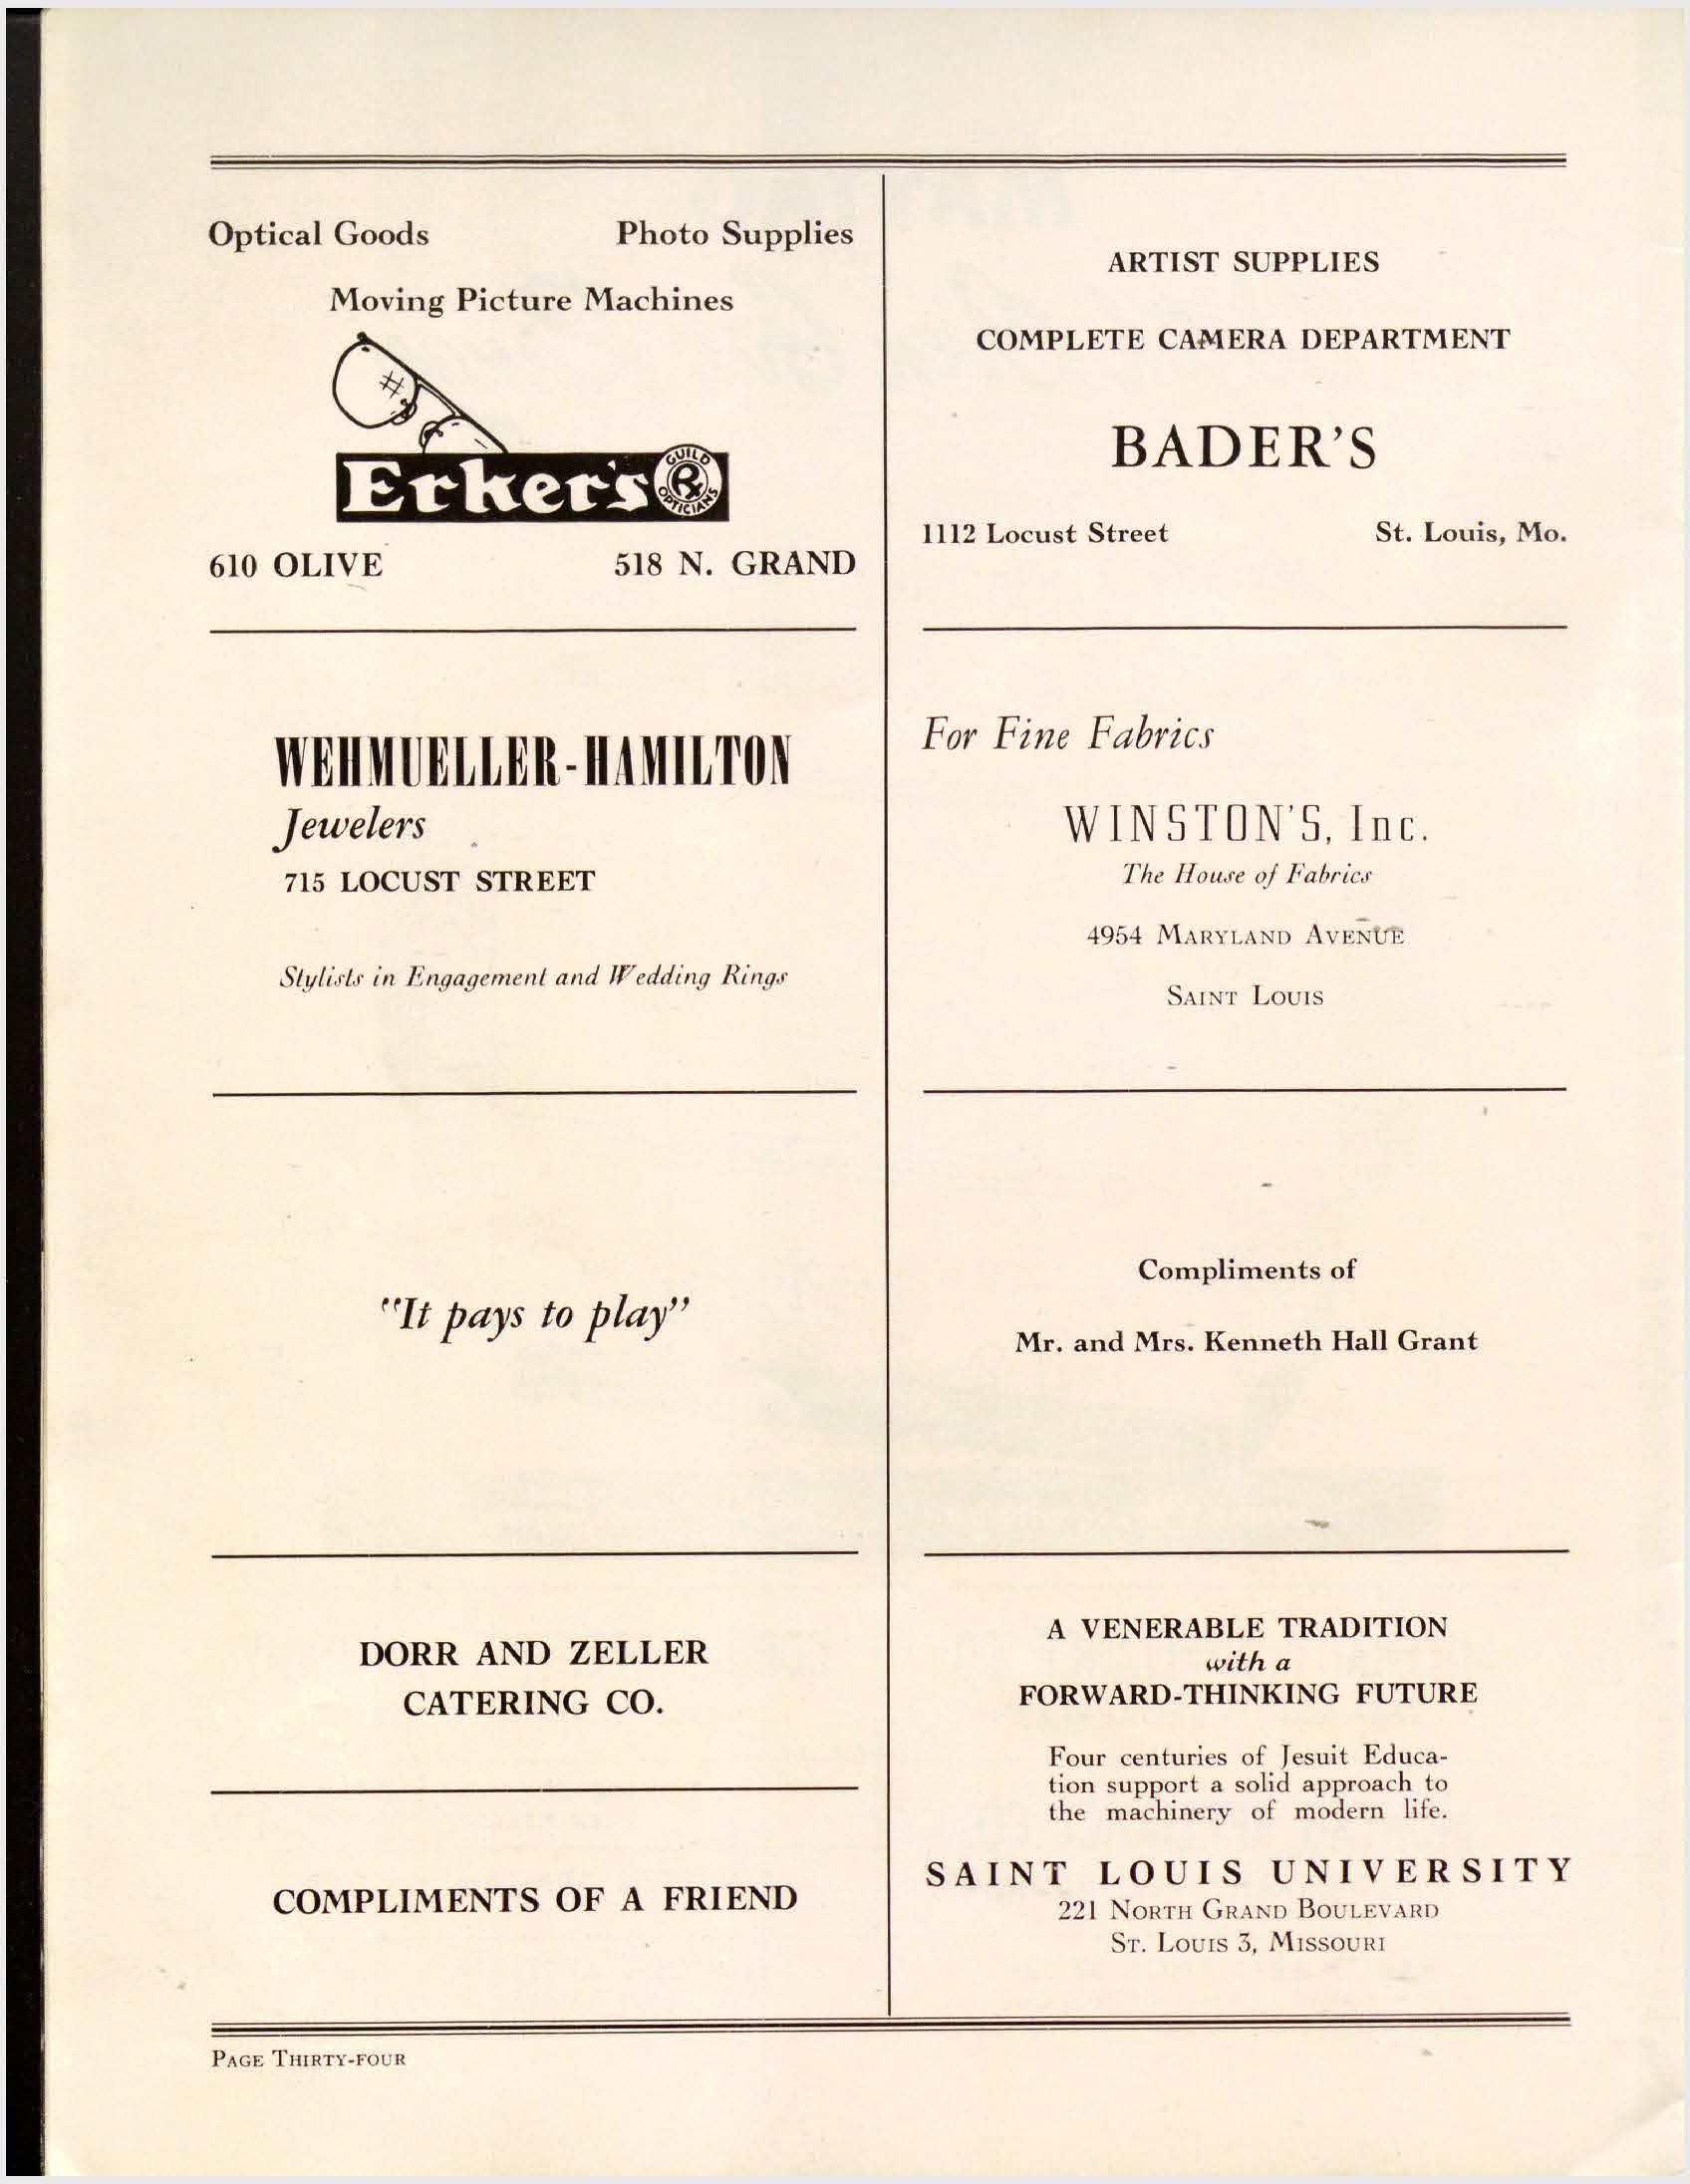 Optical Goods Photo Supplies
Moving Picture Machines
Erker's GUILD Rx OPTICIANS
610 OLIVE 518 N. GRAND
WEHMUELLER-HAMILTON
Jewelers
715 LOCUST STREET
Stylists in Engagement and Wedding Rings
"It pays to play"
DORR AND ZELLER
CATERING CO.
COMPLIMENTS OF A FRIEND
ARTIST SUPPLIES
COMPLETE CAMERA DEPARTMENT
BADER'S
1112 Locust Street St. Louis, Mo.
For Fine Fabrics
WINSTON'S, Inc.
The House of Fabrics
4954 MARYLAND AVENUE
SAINT LOUIS
Compliments of
Mr. and Mrs. Kenneth Hall Grant
A VENERABLE TRADITION
with a
FORWARD-THINKING FUTURE
Four centuries of Jesuit Educa-
tion support a solid approach to
the machinery of modern life.
SAINT LOUIS UNIVERSITY
221 NORTH GRAND BOULEVARD
ST. LOUIS 3, MISSOURI
PAGE THIRTY-FOUR